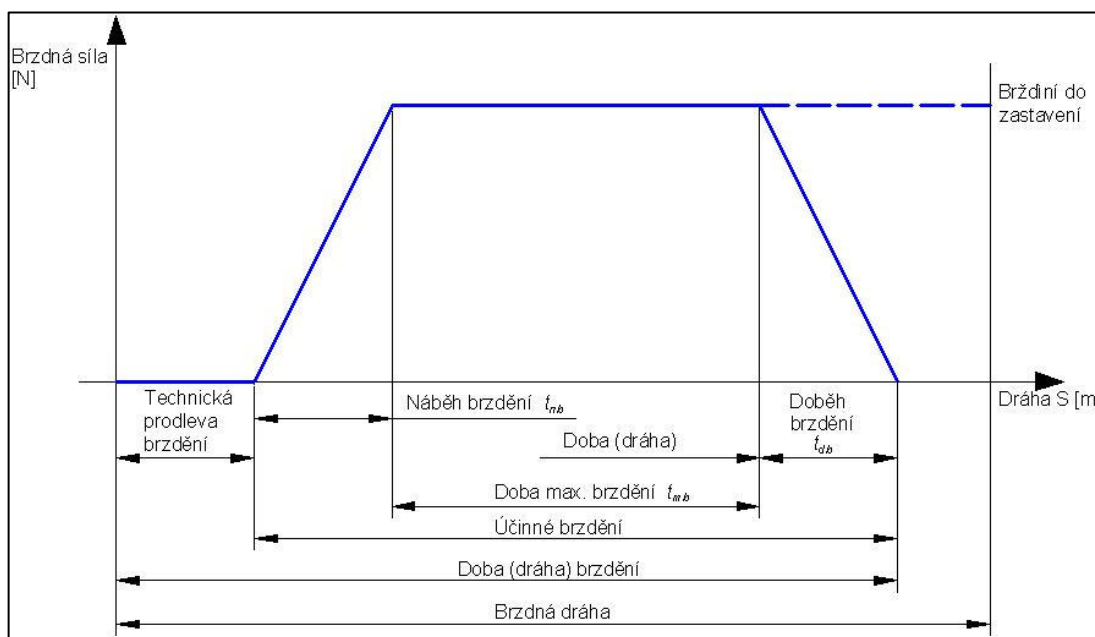 Brzdná síla
[N]
Brždiní do
zastavení
Dráha S [m
Technická
prodleva
brzdění
Náběh brzdění t_nb
Doběh
brzdění
t_db
Doba (dráha)
Doba max. brzdění t_mb
Účinné brzdění
Doba (dráha) brzdění
Brzdná dráha